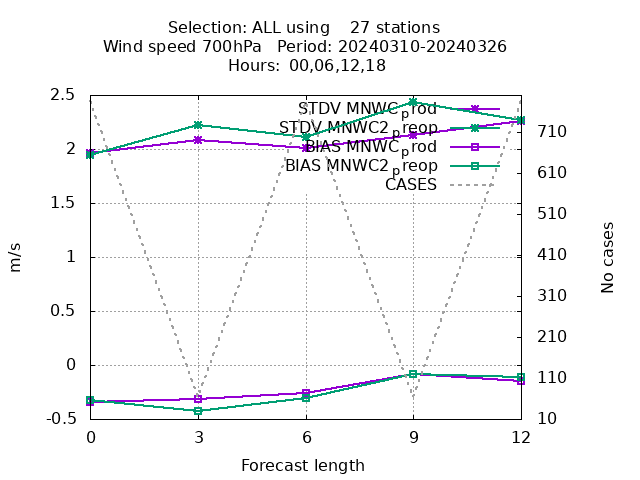 Selection: ALL using    27 stations
Wind speed 700hPa   Period: 20240310-20240326
Hours: 00,06,12,18
STDV MNWC_prod
STDV MNWC2_preop
BIAS MNWC_prod
BIAS MNWC2_preop
CASES
2.5
2
1.5
1
0.5
0
-0.5
m/s
710
610
510
410
310
210
110
10
No cases
0 3 6 9 12
Forecast length